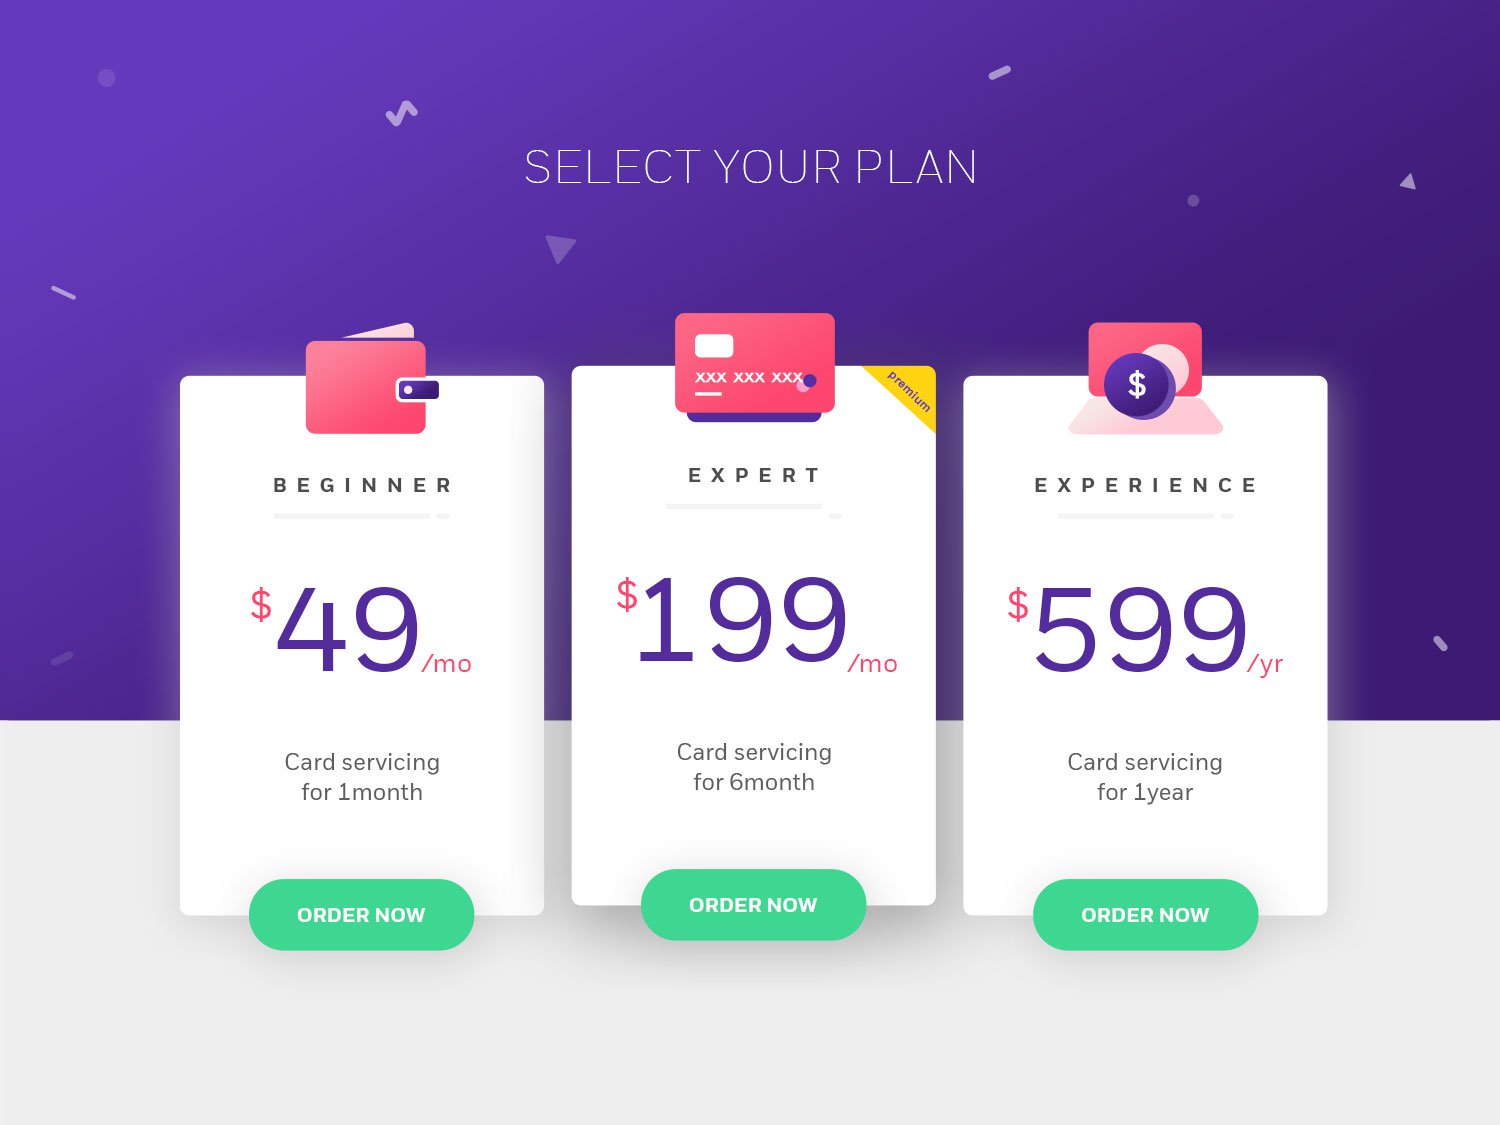 SELECT YOUR PLAN
BEGINNER
$49/mo
Card servicing
for 1month
ORDER NOW
xxx xxx xxx
premium
EXPERT
$199/mo
Card servicing
for 6month
ORDER NOW
$
EXPERIENCE
$599/yr
Card servicing
for 1year
ORDER NOW